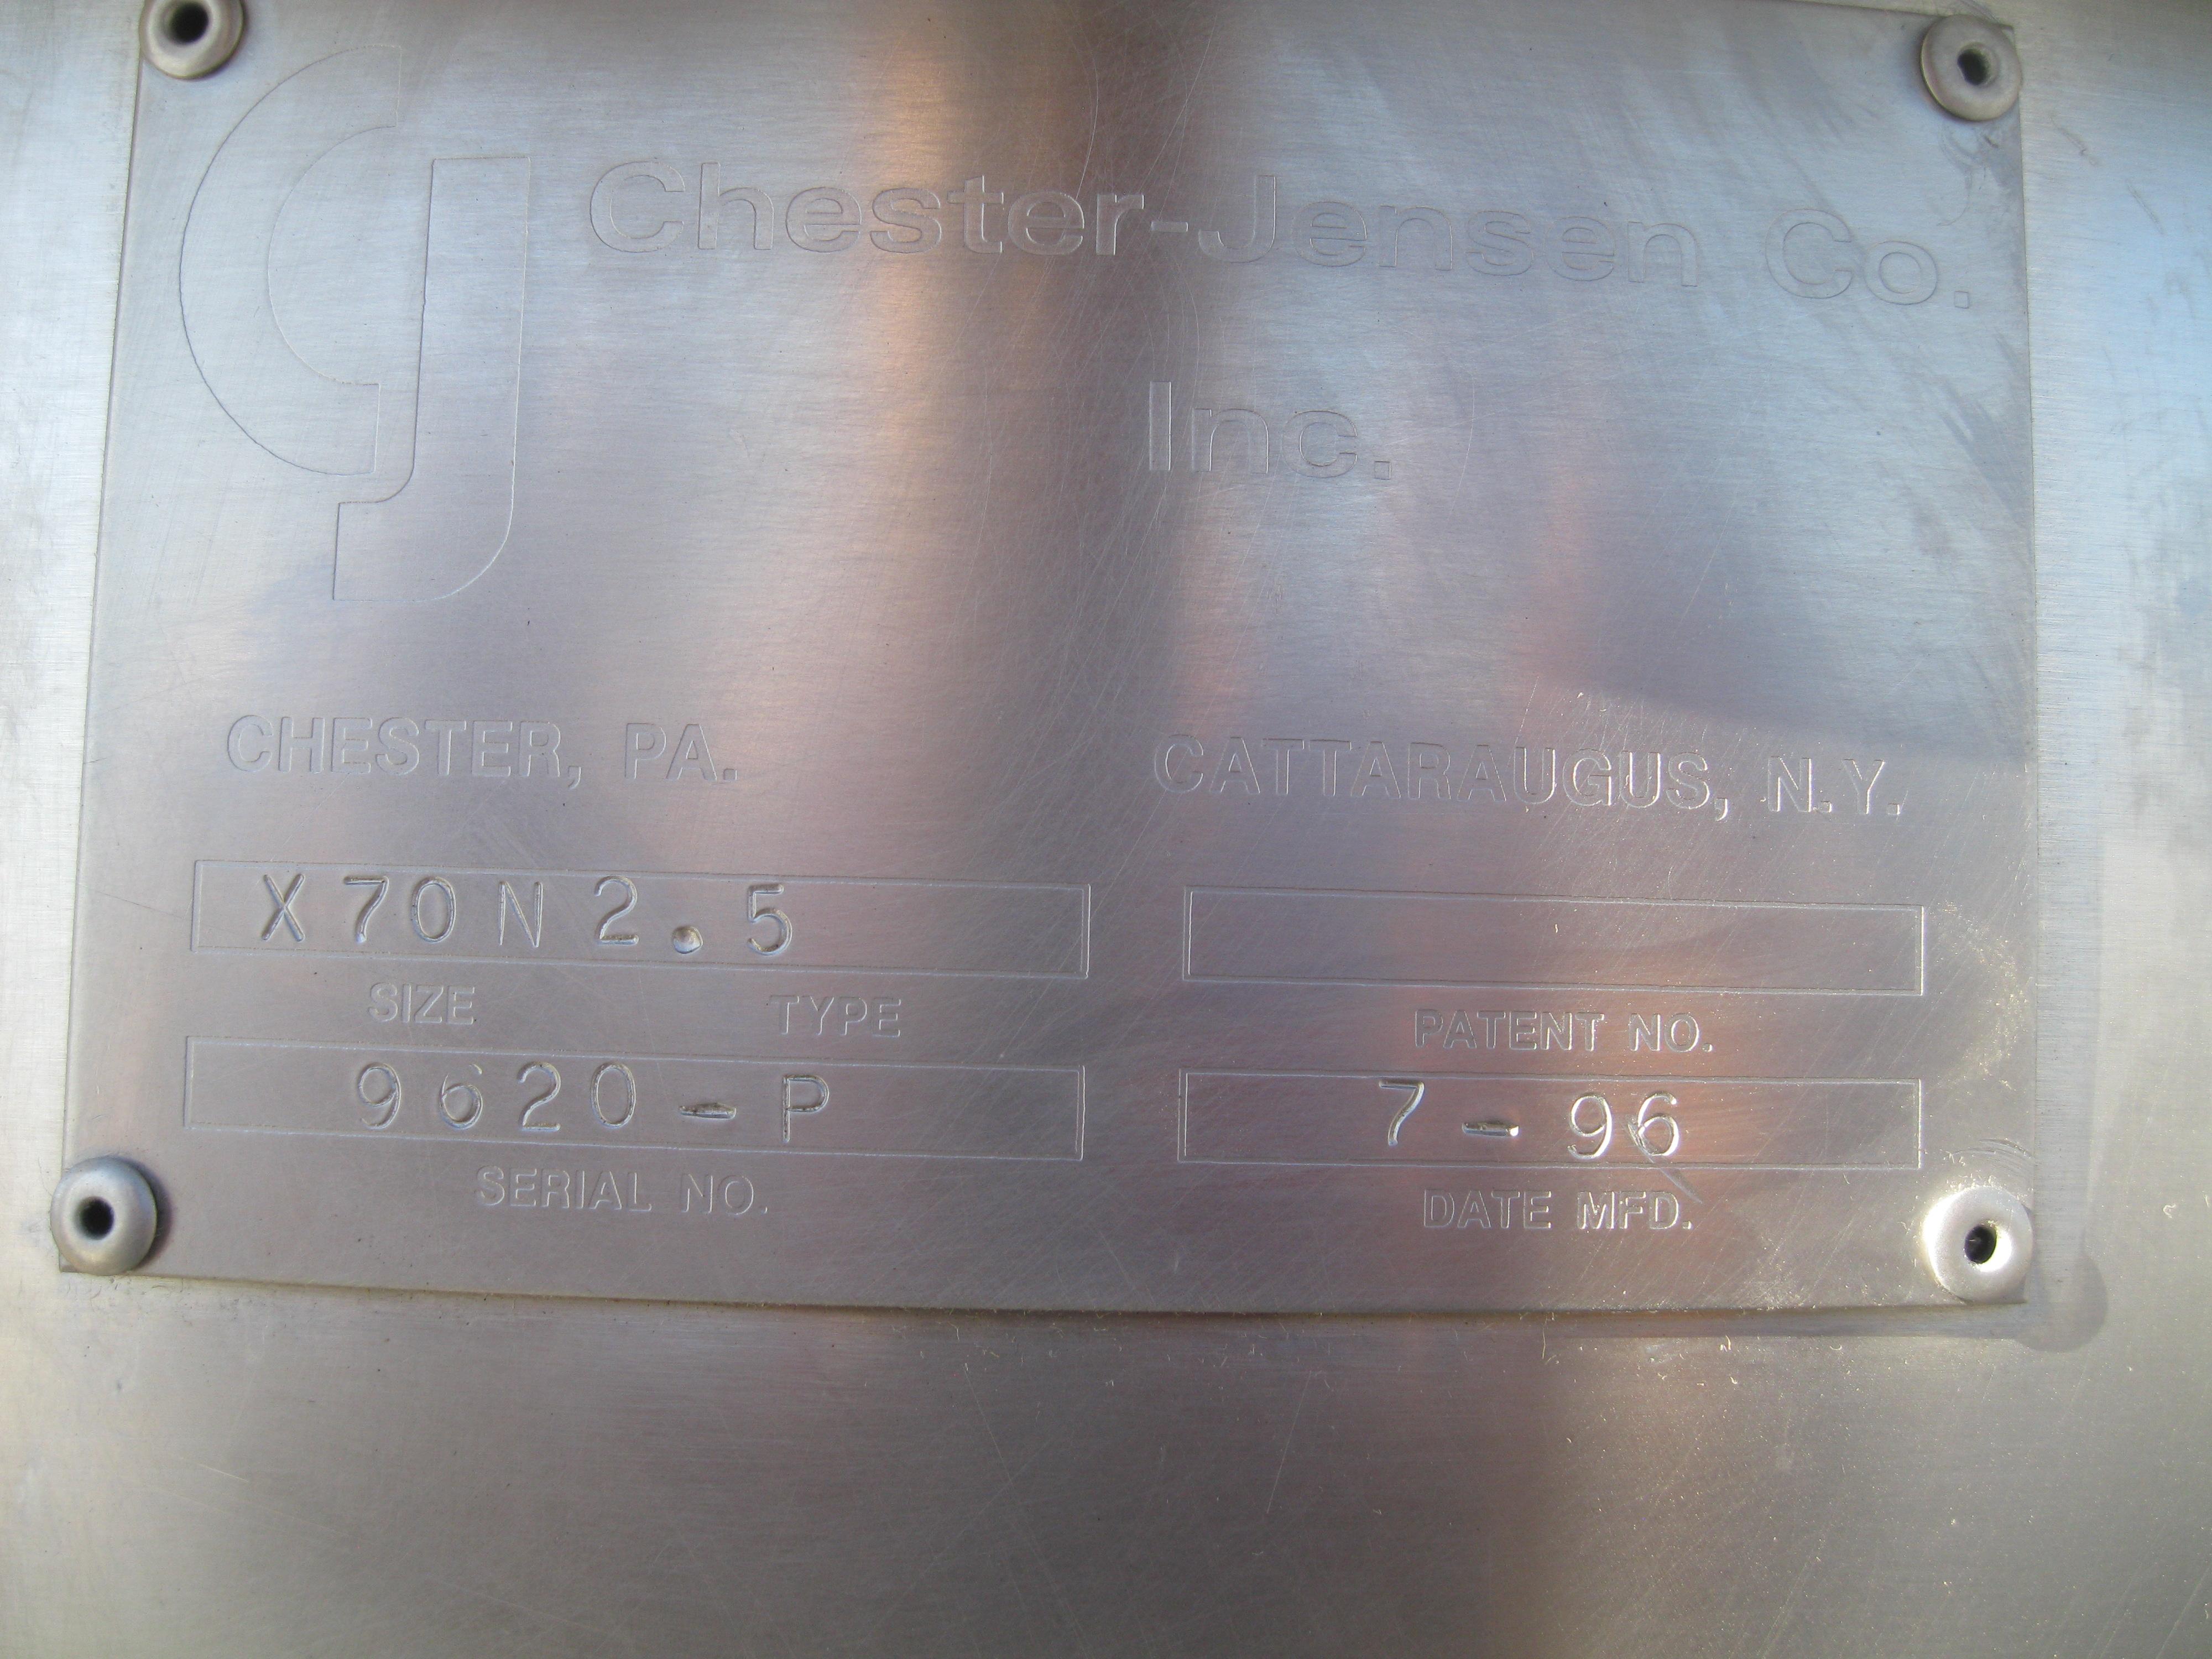 CJ Chester-Jensen Co.
Inc.
CHESTER, PA. CATTARAUGUS, N.Y.
X70N2.5
SIZE TYPE PATENT NO.
9620-P 7-96
SERIAL NO. DATE MFD.